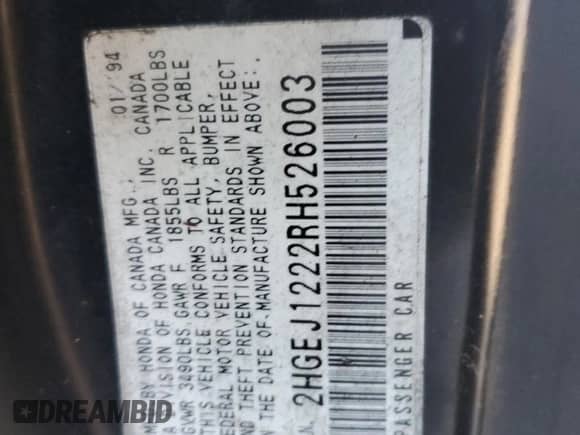 MFD BY HONDA OF CANADA MFG., 01/94
A DIVISION OF HONDA CANADA INC. CANADA
GVWR 3490LBS GAWR F 1855LBS R 1700LBS
THIS VEHICLE CONFORMS TO ALL APPLICABLE
FEDERAL MOTOR VEHICLE SAFETY, BUMPER,
AND THEFT PREVENTION STANDARDS IN EFFECT
ON THE DATE OF MANUFACTURE SHOWN ABOVE.
2HGEJ1222RH526003
PASSENGER CAR
DREAMBID